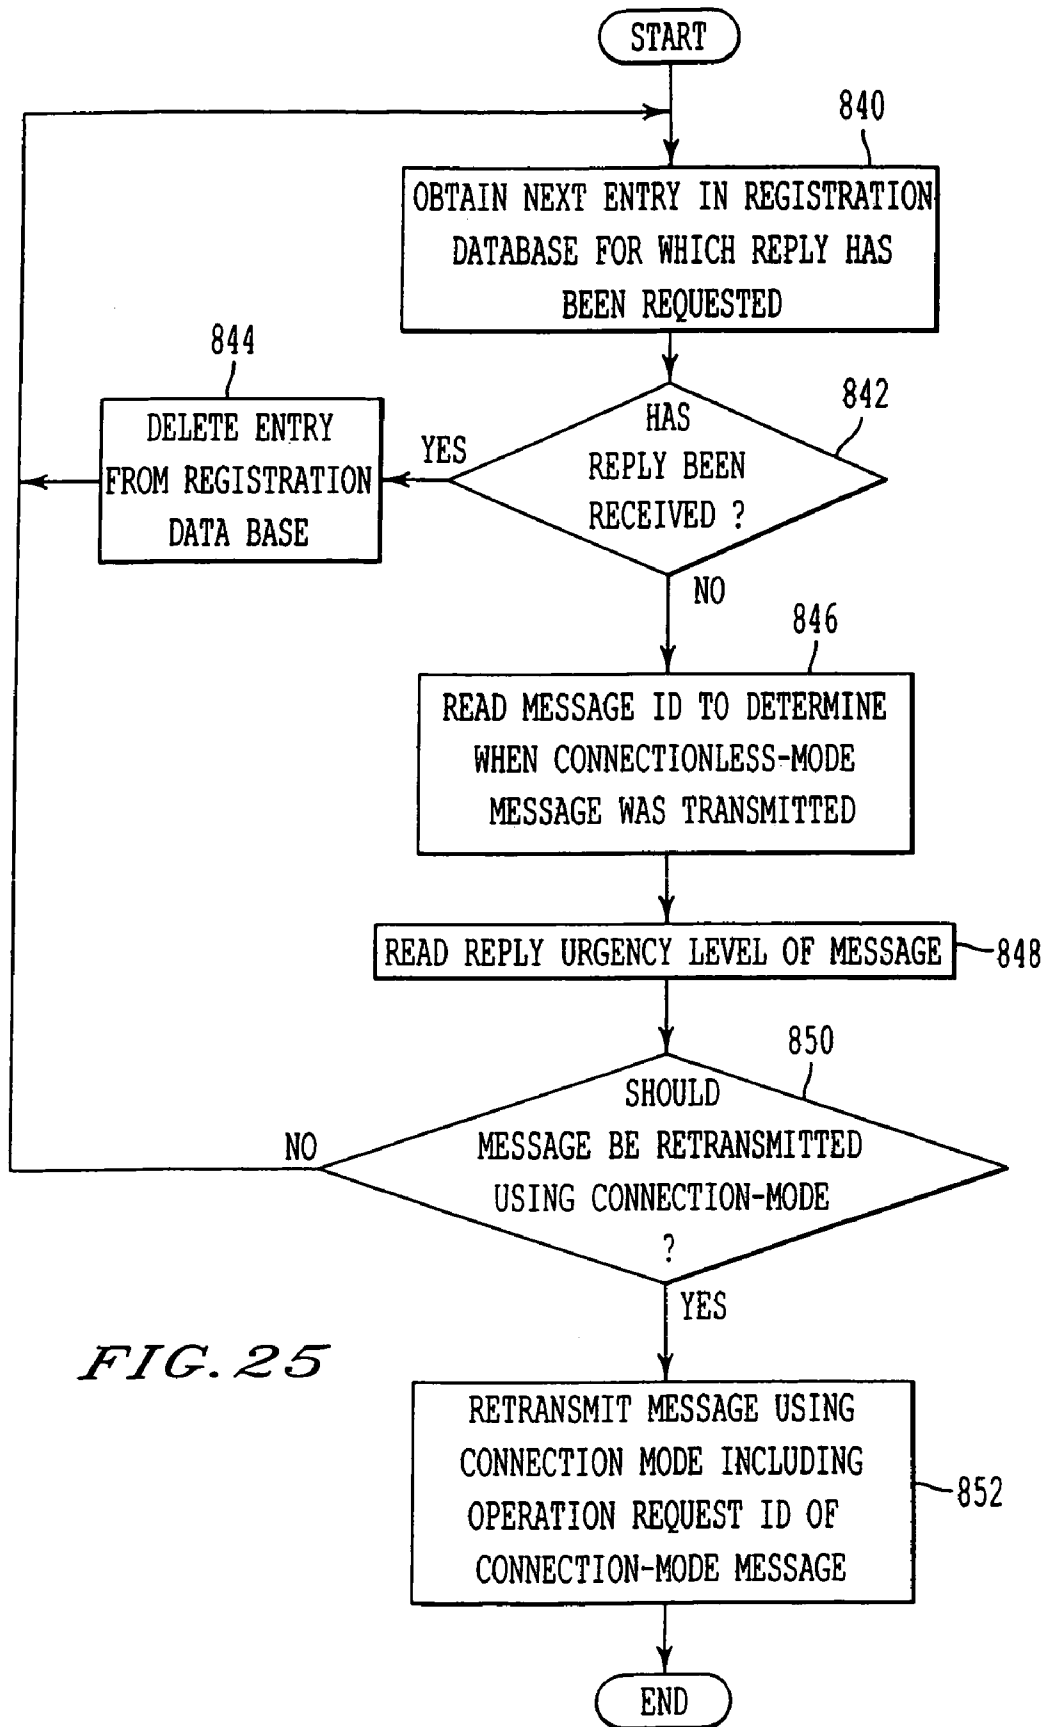 START
840
OBTAIN NEXT ENTRY IN REGISTRATION
DATABASE FOR WHICH REPLY HAS
BEEN REQUESTED
844
DELETE ENTRY
FROM REGISTRATION
DATA BASE
YES
842
HAS
REPLY BEEN
RECEIVED ?
NO
846
READ MESSAGE ID TO DETERMINE
WHEN CONNECTIONLESS-MODE
MESSAGE WAS TRANSMITTED
READ REPLY URGENCY LEVEL OF MESSAGE
848
850
SHOULD
MESSAGE BE RETRANSMITTED
USING CONNECTION-MODE
?
NO
YES
FIG. 25
RETRANSMIT MESSAGE USING
CONNECTION MODE INCLUDING
OPERATION REQUEST ID OF
CONNECTION-MODE MESSAGE
852
END